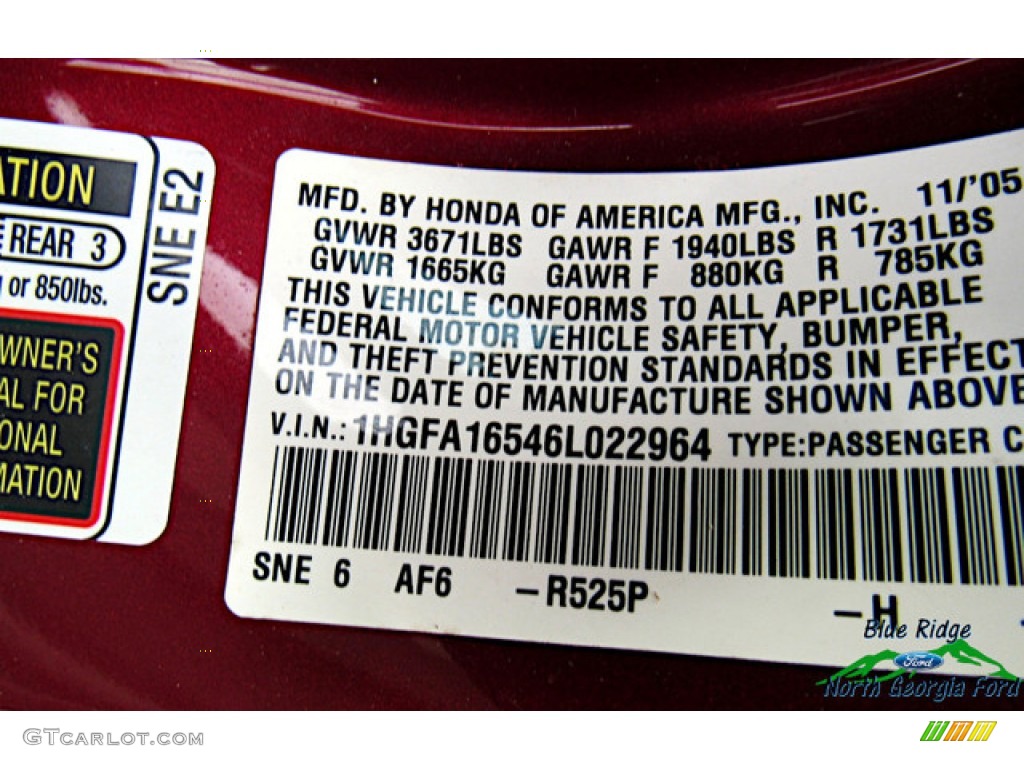 ATION
REAR 3
or 850lbs.
WNER'S
AL FOR
ONAL
MATION
SNE E2
MFD. BY HONDA OF AMERICA MFG., INC. 11/'05
GVWR 3671LBS GAWR F 1940LBS R 1731LBS
GVWR 1665KG GAWR F 880KG R 785KG
THIS VEHICLE CONFORMS TO ALL APPLICABLE
FEDERAL MOTOR VEHICLE SAFETY, BUMPER,
AND THEFT PREVENTION STANDARDS IN EFFECT
ON THE DATE OF MANUFACTURE SHOWN ABOVE
V.I.N.: 1HGFA16546L022964 TYPE:PASSENGER C
SNE 6 AF6 –R525P –H
Blue Ridge
Ford
North Georgia Ford
GTcarlot.com